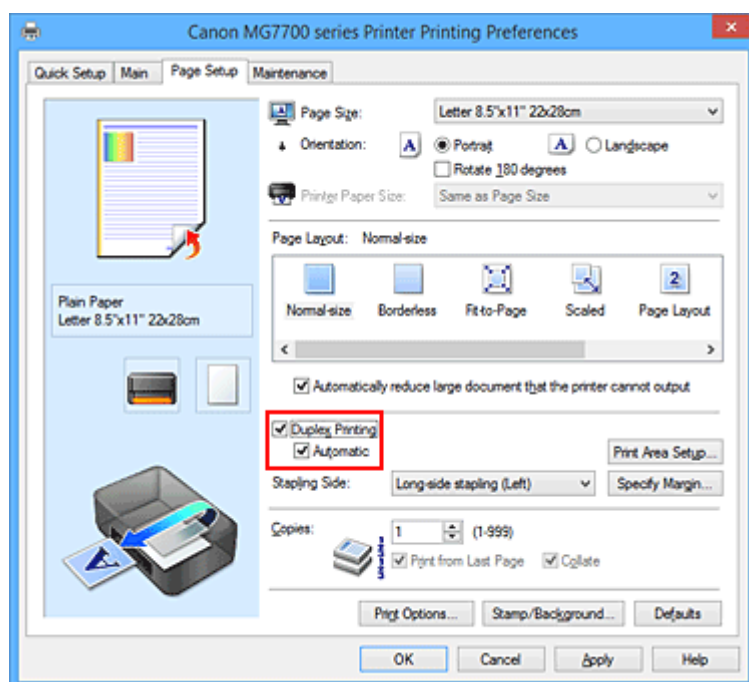 Canon MG7700 series Printer Printing Preferences
Quick Setup Main Page Setup Maintenance
Page Size: Letter 8.5"x11" 22x28cm
Orientation: A Portrait A Landscape
Rotate 180 degrees
Printer Paper Size: Same as Page Size
Page Layout: Normal-size
Plain Paper
Letter 8.5"x11" 22x28cm
2
Normal-size Borderless Fit-to-Page Scaled Page Layout
Automatically reduce large document that the printer cannot output
Duplex Printing
Automatic
Print Area Setup...
Stapling Side: Long-side stapling (Left) Specify Margin...
Copies: 1 (1-999)
Print from Last Page Collate
A
Print Options... Stamp/Background... Defaults
OK Cancel Apply Help